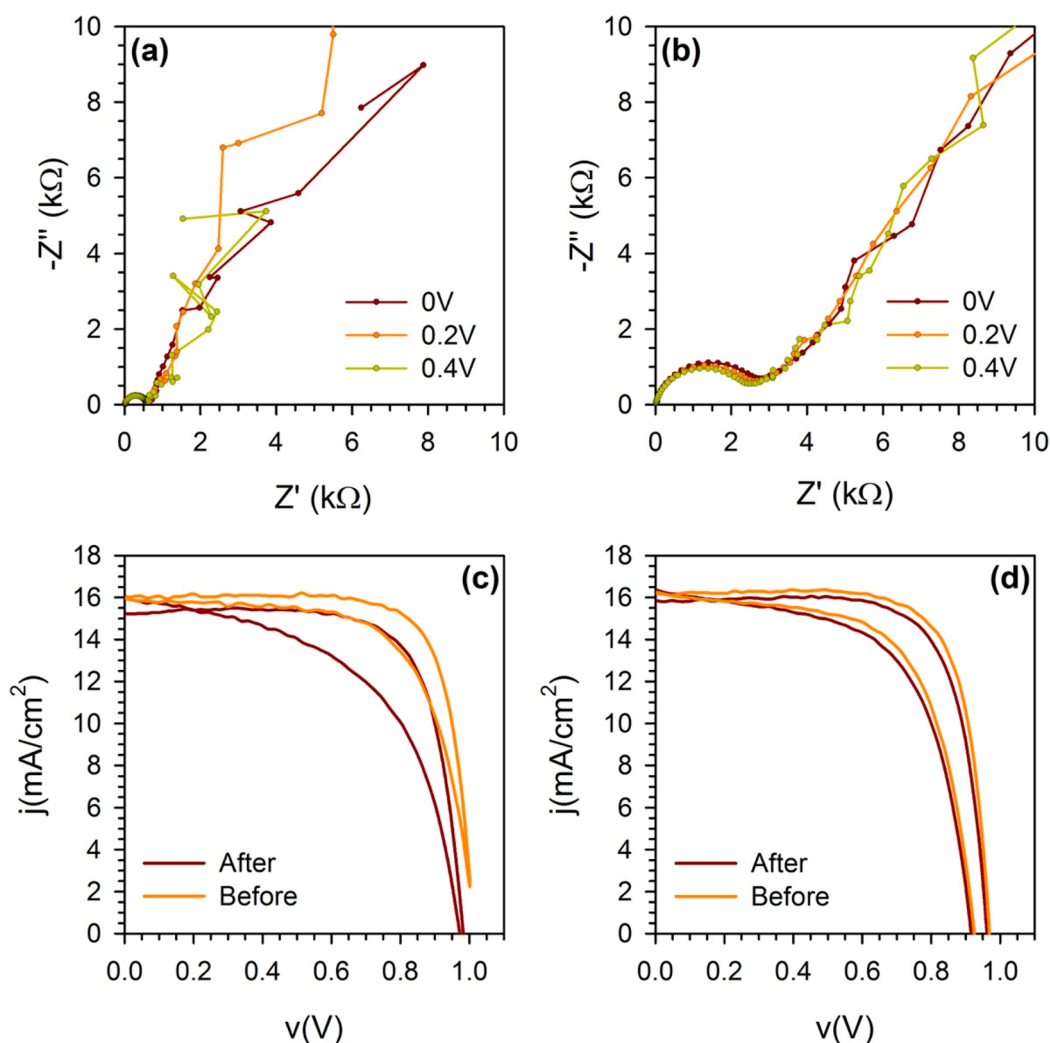 (a)
10
8
6
4
2
0
-Z" (kΩ)
0V
0.2V
0.4V
0 2 4 6 8 10
Z' (kΩ)
(b)
10
8
6
4
2
0
-Z" (kΩ)
0V
0.2V
0.4V
0 2 4 6 8 10
Z' (kΩ)
(c)
18
16
14
12
10
8
6
4
2
0
j(mA/cm²)
After
Before
0.0 0.2 0.4 0.6 0.8 1.0
v(V)
(d)
18
16
14
12
10
8
6
4
2
0
j(mA/cm²)
After
Before
0.0 0.2 0.4 0.6 0.8 1.0
v(V)